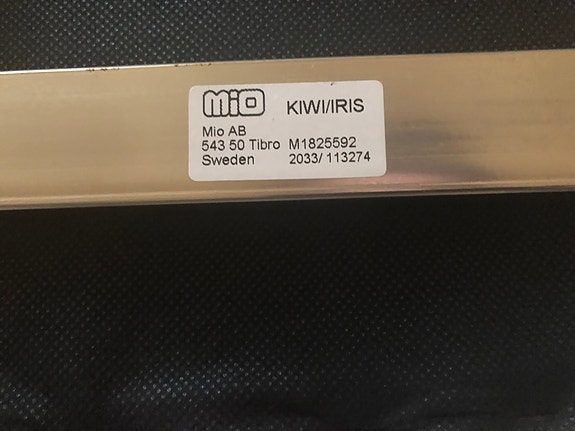 mio KIWI/IRIS
Mio AB
543 50 Tibro M1825592
Sweden 2033/ 113274